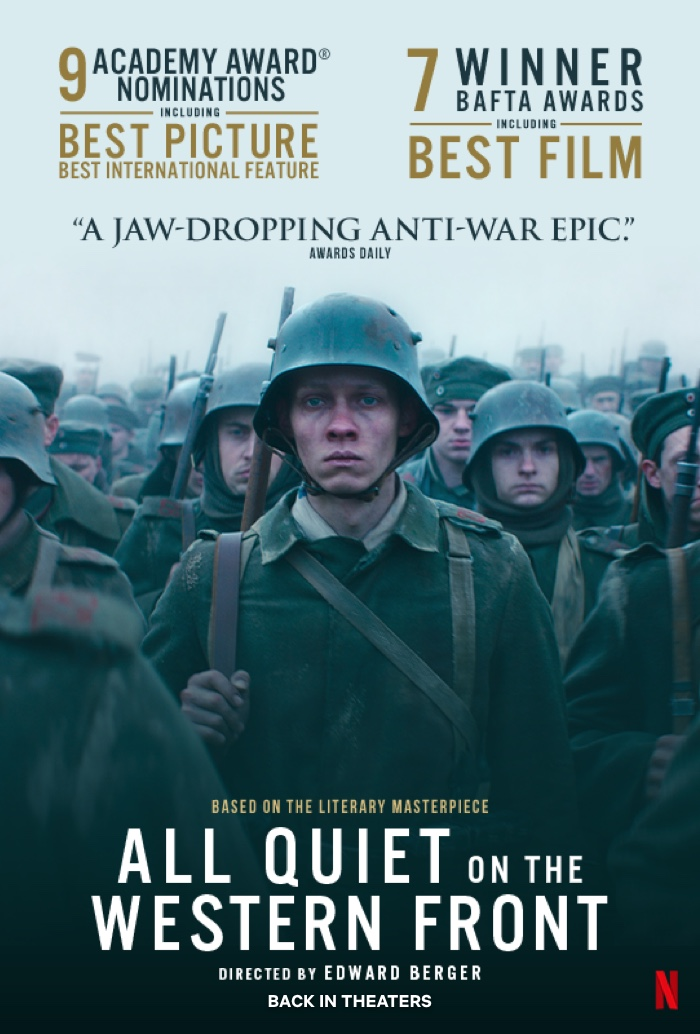 9 ACADEMY AWARD®
NOMINATIONS
INCLUDING
BEST PICTURE
BEST INTERNATIONAL FEATURE
7 WINNER
BAFTA AWARDS
INCLUDING
BEST FILM
“A JAW-DROPPING ANTI-WAR EPIC.”
AWARDS DAILY
BASED ON THE LITERARY MASTERPIECE
ALL QUIET ON THE
WESTERN FRONT
DIRECTED BY EDWARD BERGER
BACK IN THEATERS
N